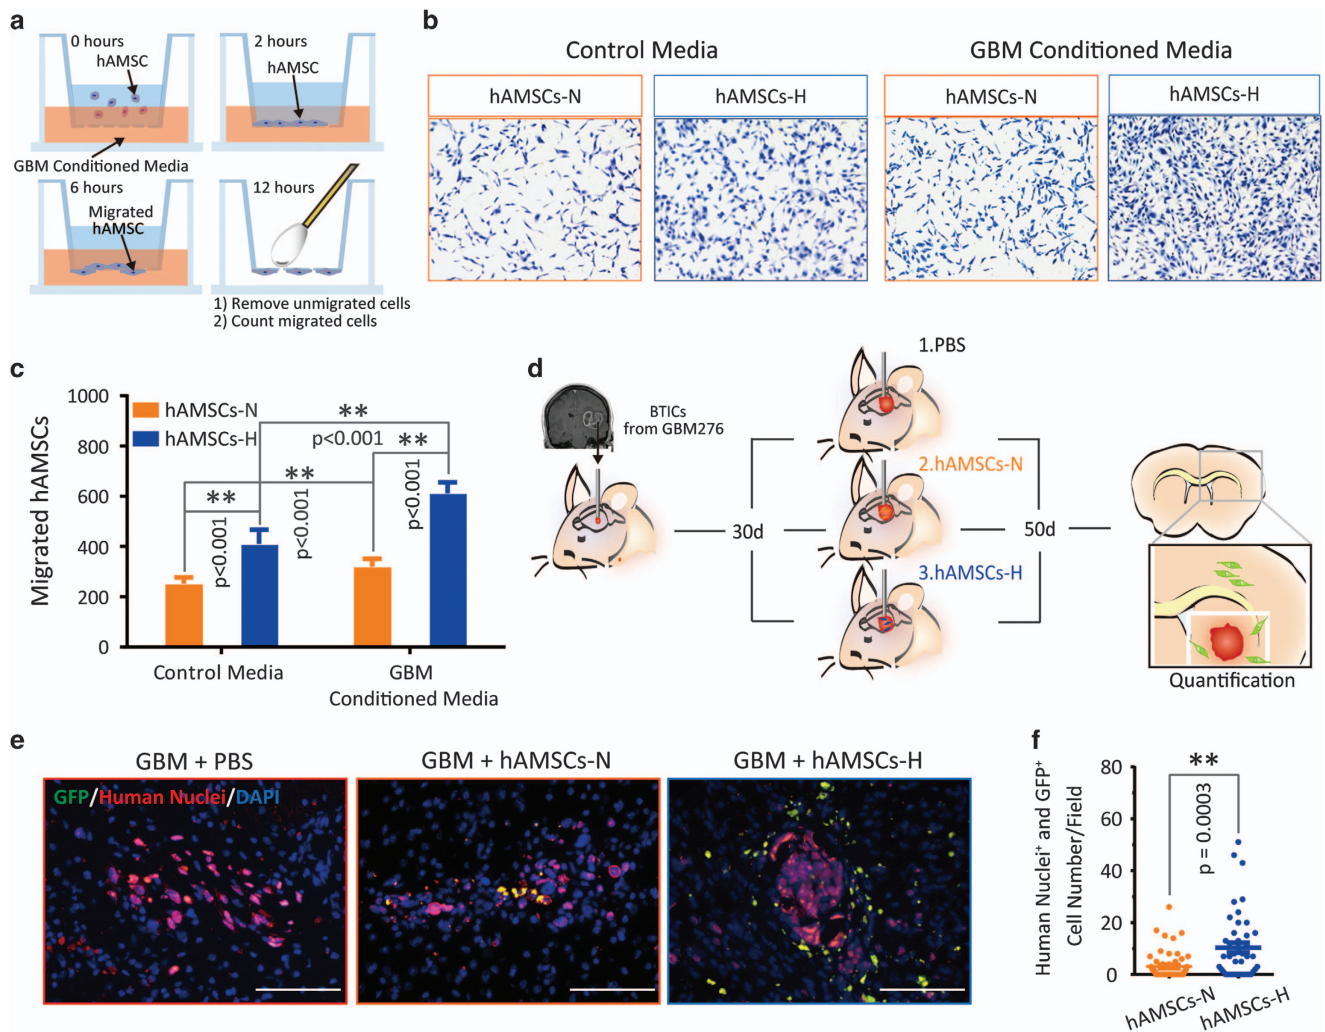 a
0 hours
hAMSC
2 hours
hAMSC
GBM Conditioned Media
6 hours
Migrated
hAMSC
12 hours
1) Remove unmigrated cells
2) Count migrated cells
b
Control Media
GBM Conditioned Media
hAMSCs-N
hAMSCs-H
hAMSCs-N
hAMSCs-H
c
Migrated hAMSCs
1000
800
600
400
200
0
hAMSCs-N
hAMSCs-H
**
p<0.001
**
p<0.001
**
p<0.001
**
p<0.001
Control Media
GBM
Conditioned Media
d
BTICs
from GBM276
30d
1.PBS
2.hAMSCs-N
3.hAMSCs-H
50d
Quantification
e
GBM + PBS
GBM + hAMSCs-N
GBM + hAMSCs-H
GFP/Human Nuclei/DAPI
f
Human Nuclei⁺ and GFP⁺
Cell Number/Field
80
60
40
20
0
**
p = 0.0003
hAMSCs-N
hAMSCs-H